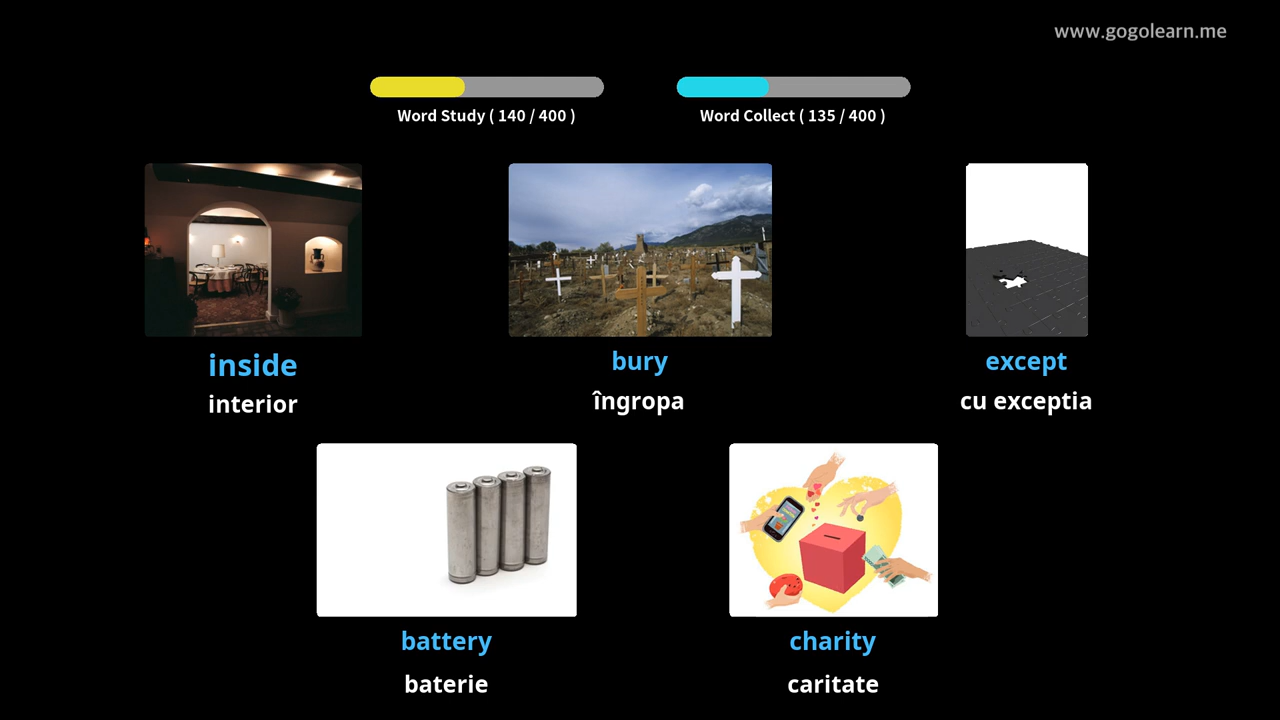 www.gogolearn.me
Word Study ( 140 / 400 )
Word Collect ( 135 / 400 )
inside
interior
bury
îngropa
except
cu exceptia
battery
baterie
charity
caritate